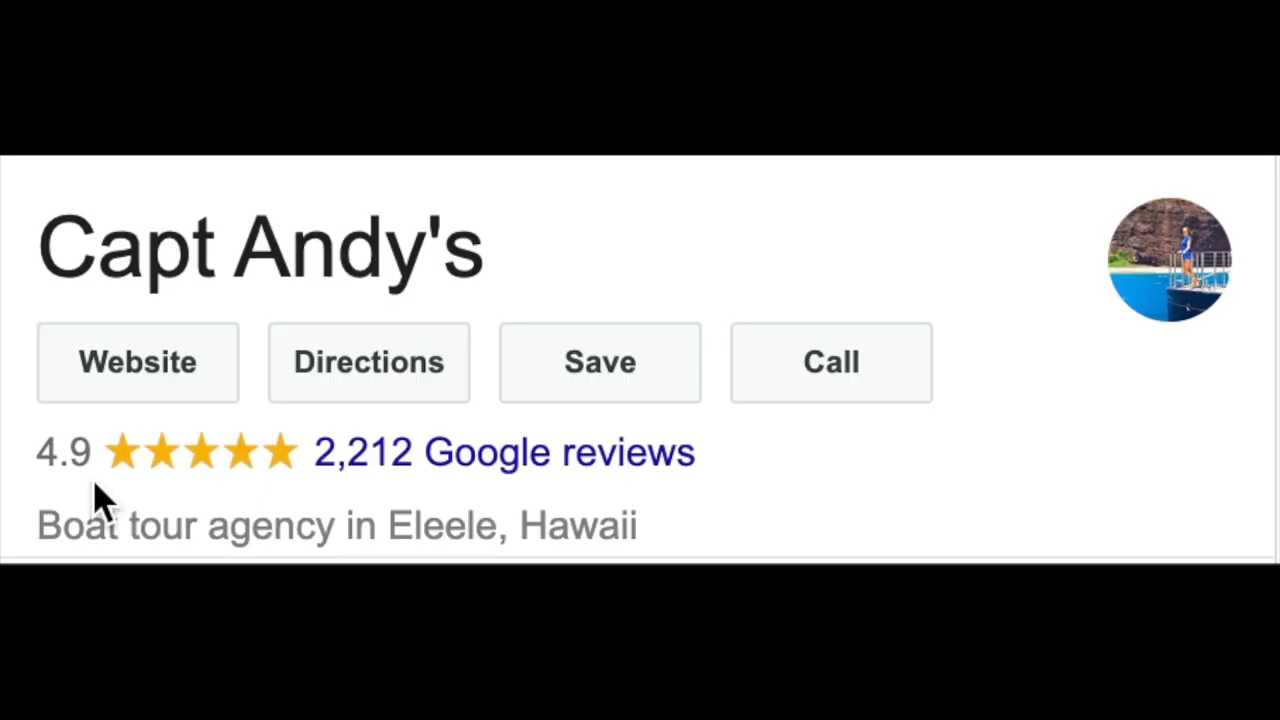 Capt Andy's
Website Directions Save Call
4.9 ★★★★★ 2,212 Google reviews
Boat tour agency in Eleele, Hawaii